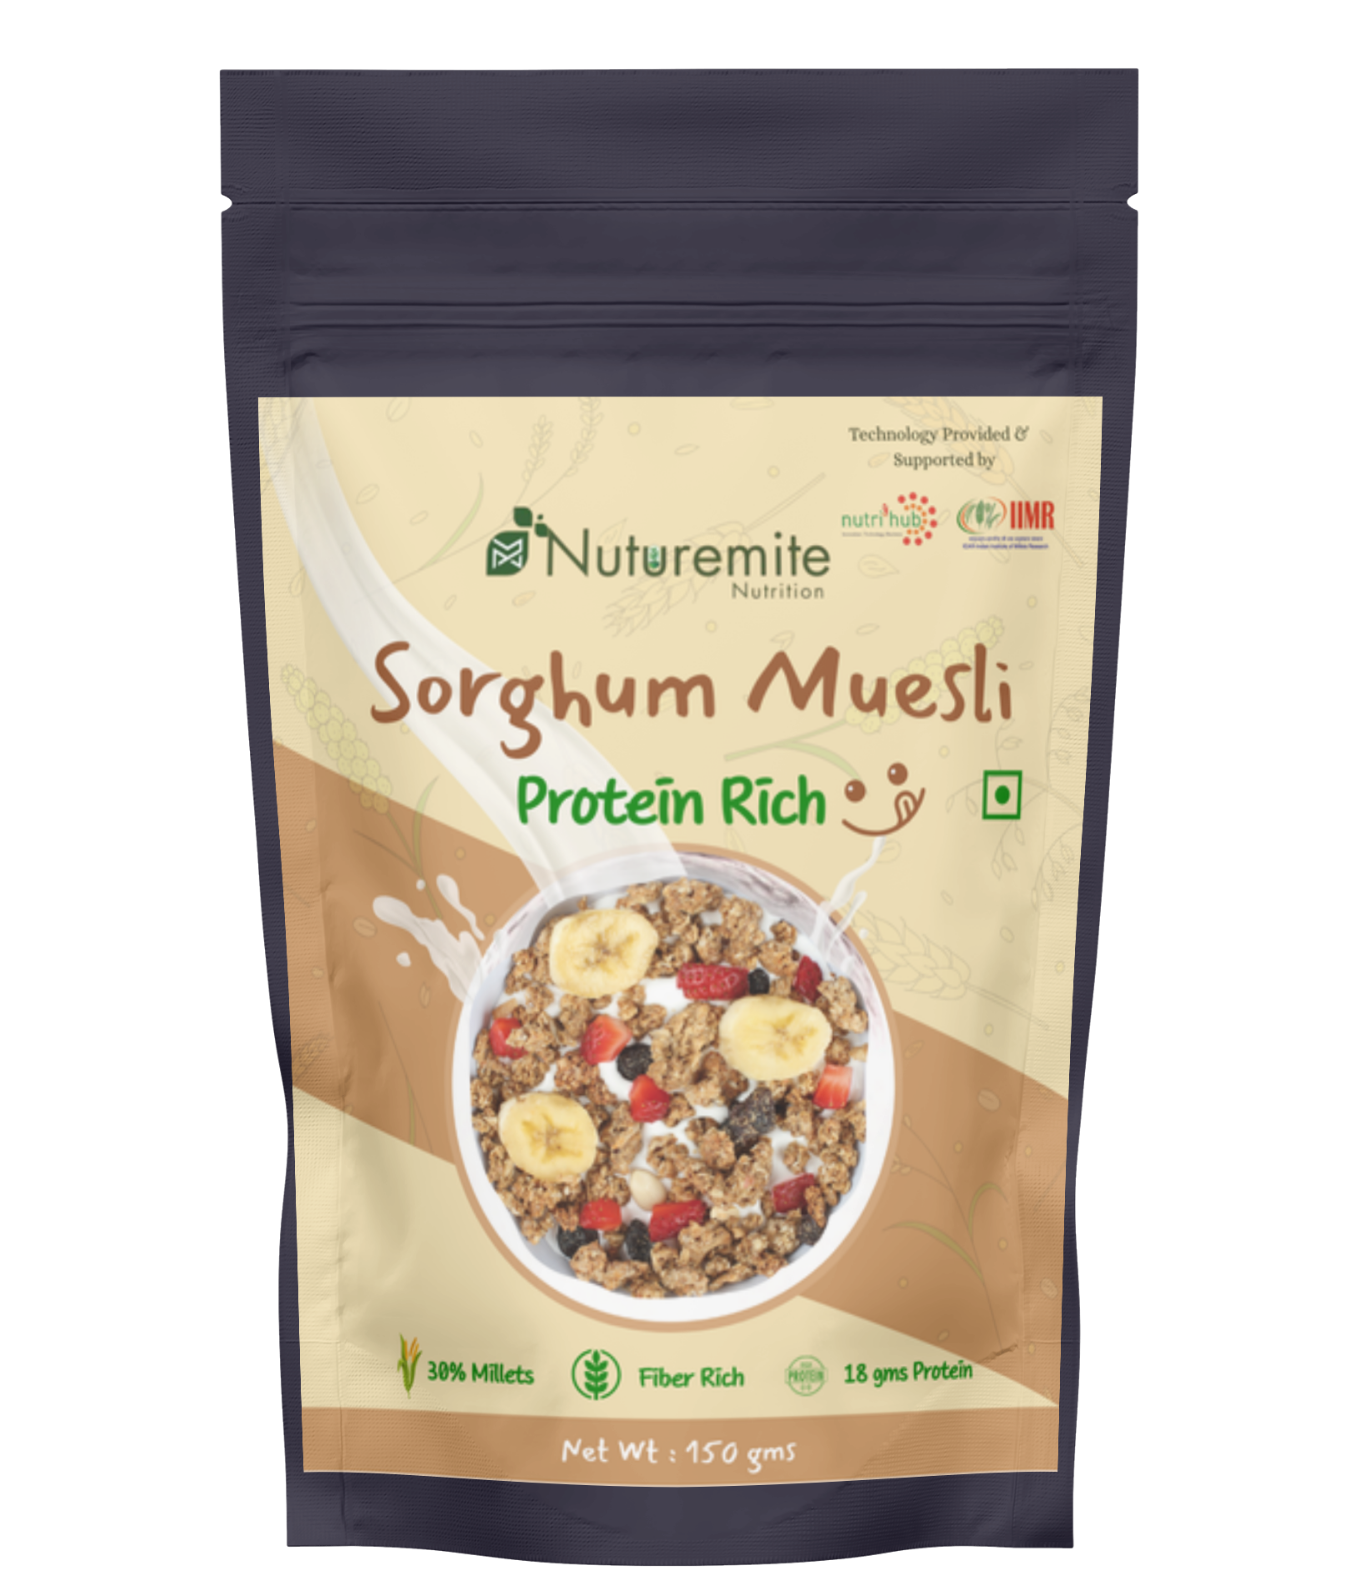 Technology Provided &
Supported by
nutri hub
IIMR
Nuturemite
Nutrition
Sorghum Muesli
Protein Rich
30% Millets
Fiber Rich
PROTEIN
18 gms Protein
Net Wt : 150 gms